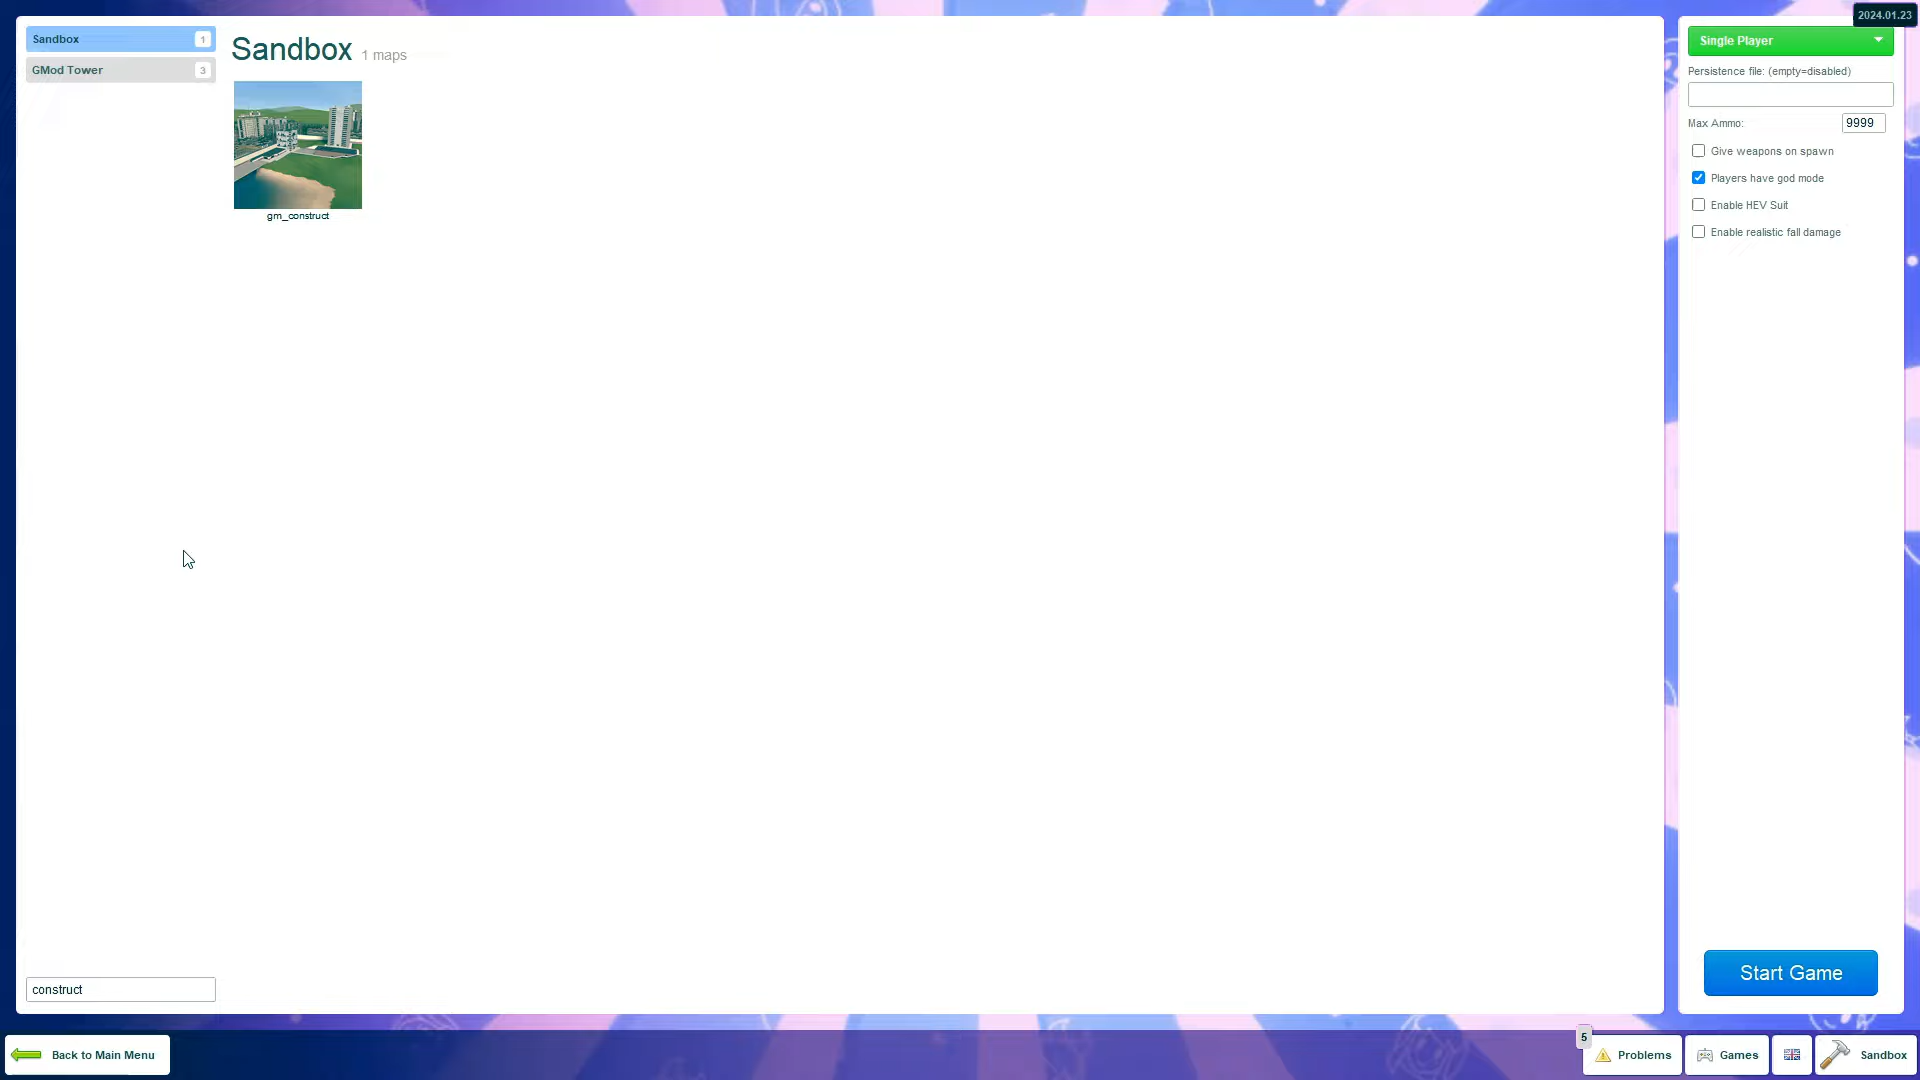 Sandbox 1
GMod Tower 3
Sandbox 1 maps
gm_construct
construct
2024.01.23
Single Player
Persistence file: (empty=disabled)
Max Ammo: 9999
Give weapons on spawn
Players have god mode
Enable HEV Suit
Enable realistic fall damage
Start Game
Back to Main Menu
5
Problems
Games
Sandbox